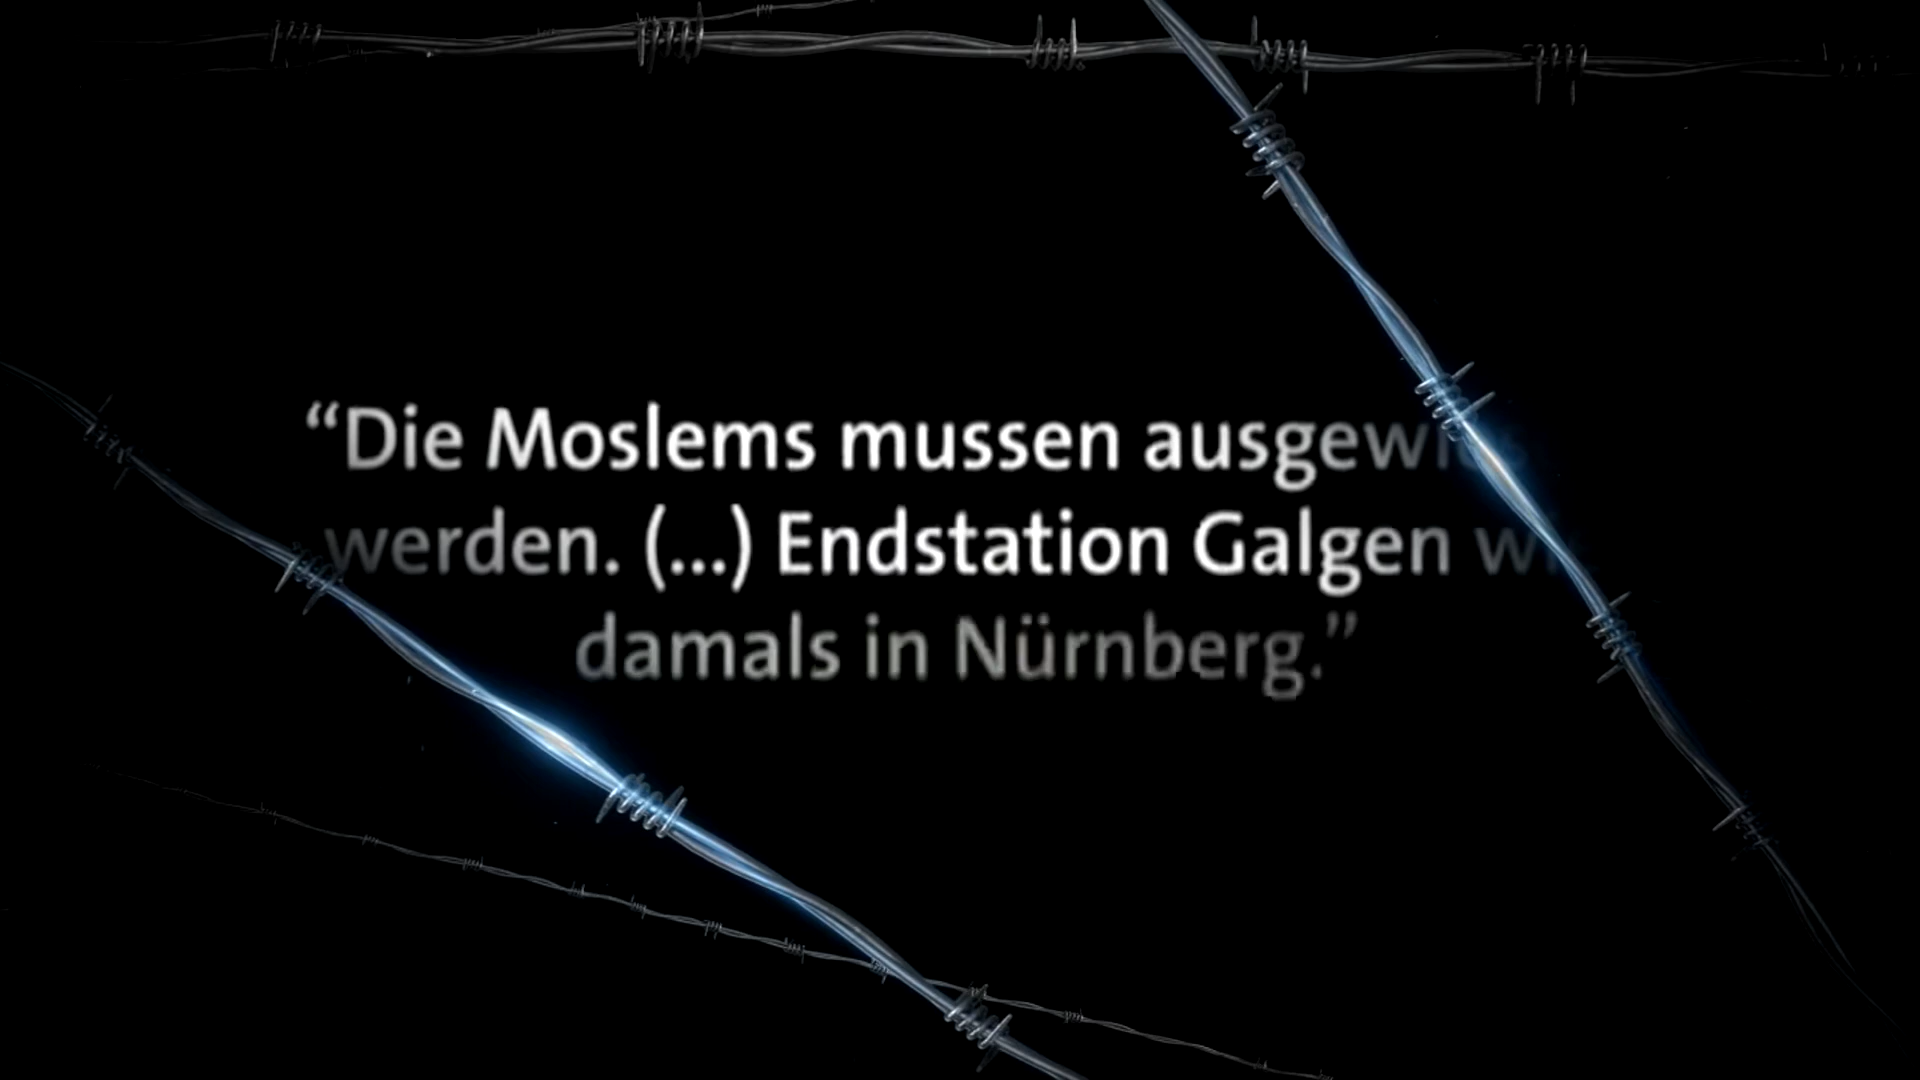 “Die Moslems mussen
werden. (...) Endstation Galgen
damals in Nürnberg.”